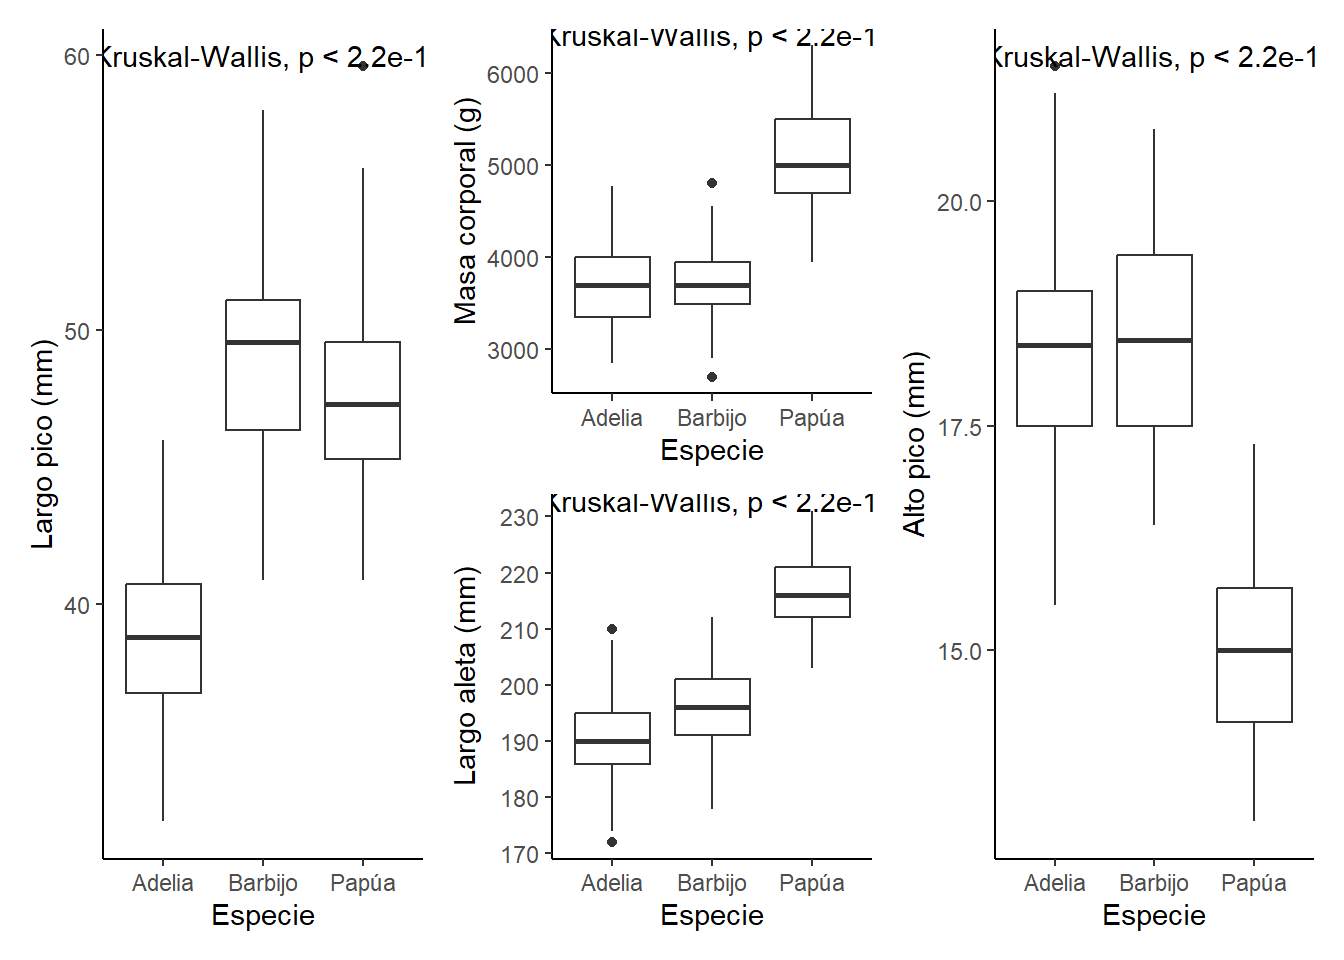 Kruskal-Wallis, p < 2.2e-1
60
50
40
Largo pico (mm)
Adelia Barbijo Papúa
Especie
Kruskal-Wallis, p < 2.2e-1
6000
5000
4000
3000
Masa corporal (g)
Adelia Barbijo Papúa
Especie
Kruskal-Wallis, p < 2.2e-1
230
220
210
200
190
180
170
Largo aleta (mm)
Adelia Barbijo Papúa
Especie
Kruskal-Wallis, p < 2.2e-1
20.0
17.5
15.0
Alto pico (mm)
Adelia Barbijo Papúa
Especie